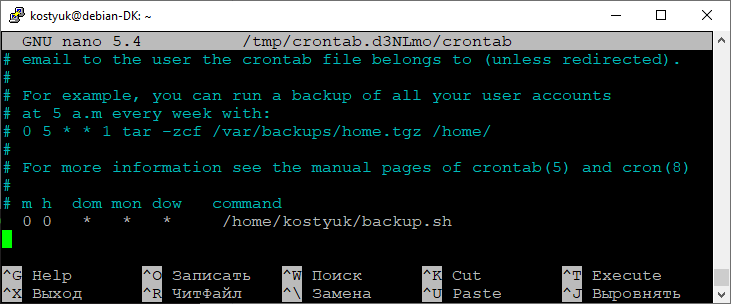 kostyuk@debian-DK: ~
GNU nano 5.4 /tmp/crontab.d3NLmo/crontab
# email to the user the crontab file belongs to (unless redirected).
#
# For example, you can run a backup of all your user accounts
# at 5 a.m every week with:
# 0 5 * * 1 tar -zcf /var/backups/home.tgz /home/
#
# For more information see the manual pages of crontab(5) and cron(8)
#
# m h  dom mon dow   command
0 0   *   *   *     /home/kostyuk/backup.sh
^G Help ^O Записать ^W Поиск ^K Cut ^T Execute
^X Выход ^R ЧитФайл ^\ Замена ^U Paste ^J Выровнять